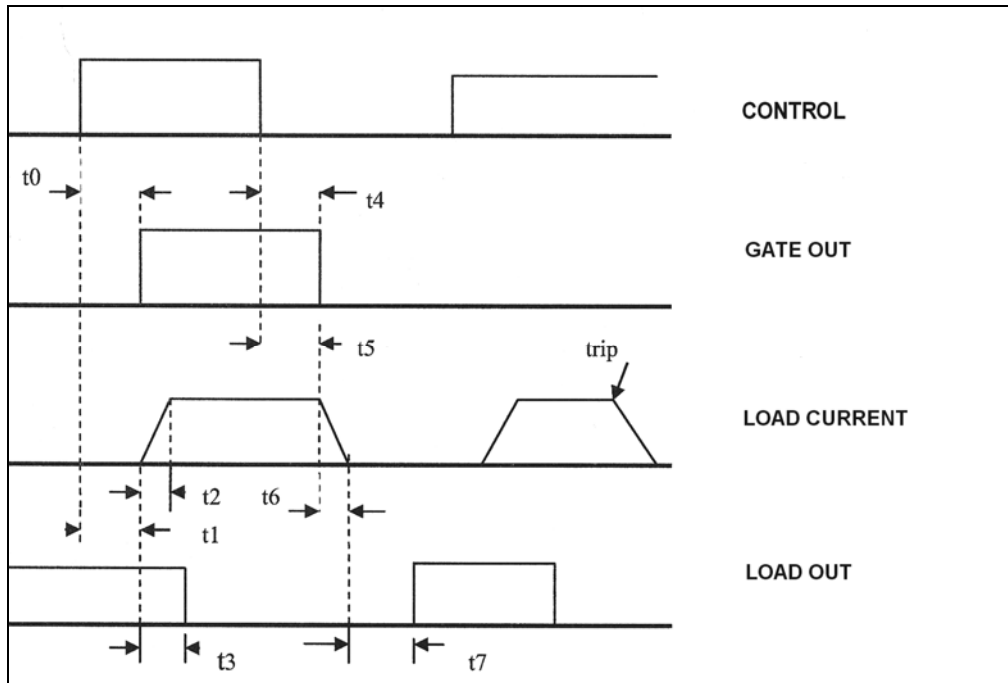 CONTROL
t0
t4
GATE OUT
t5
trip
LOAD CURRENT
t2
t6
t1
LOAD OUT
t3
t7